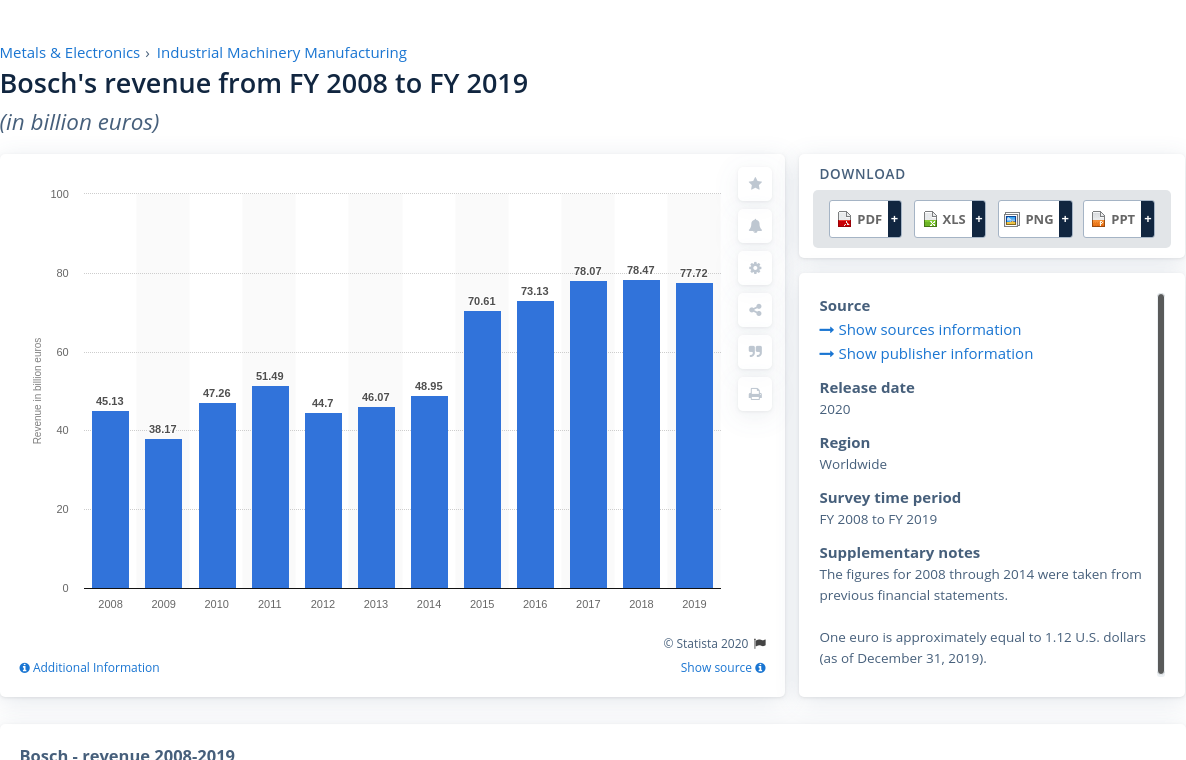 Metals & Electronics › Industrial Machinery Manufacturing
Bosch's revenue from FY 2008 to FY 2019
(in billion euros)
Revenue in billion euros
100
80
60
40
20
0
45.13
38.17
47.26
51.49
44.7
46.07
48.95
70.61
73.13
78.07
78.47
77.72
2008 2009 2010 2011 2012 2013 2014 2015 2016 2017 2018 2019
© Statista 2020
Additional Information
Show source
DOWNLOAD
PDF + XLS + PNG + PPT +
Source
Show sources information
Show publisher information
Release date
2020
Region
Worldwide
Survey time period
FY 2008 to FY 2019
Supplementary notes
The figures for 2008 through 2014 were taken from
previous financial statements.
One euro is approximately equal to 1.12 U.S. dollars
(as of December 31, 2019).
Bosch - revenue 2008-2019